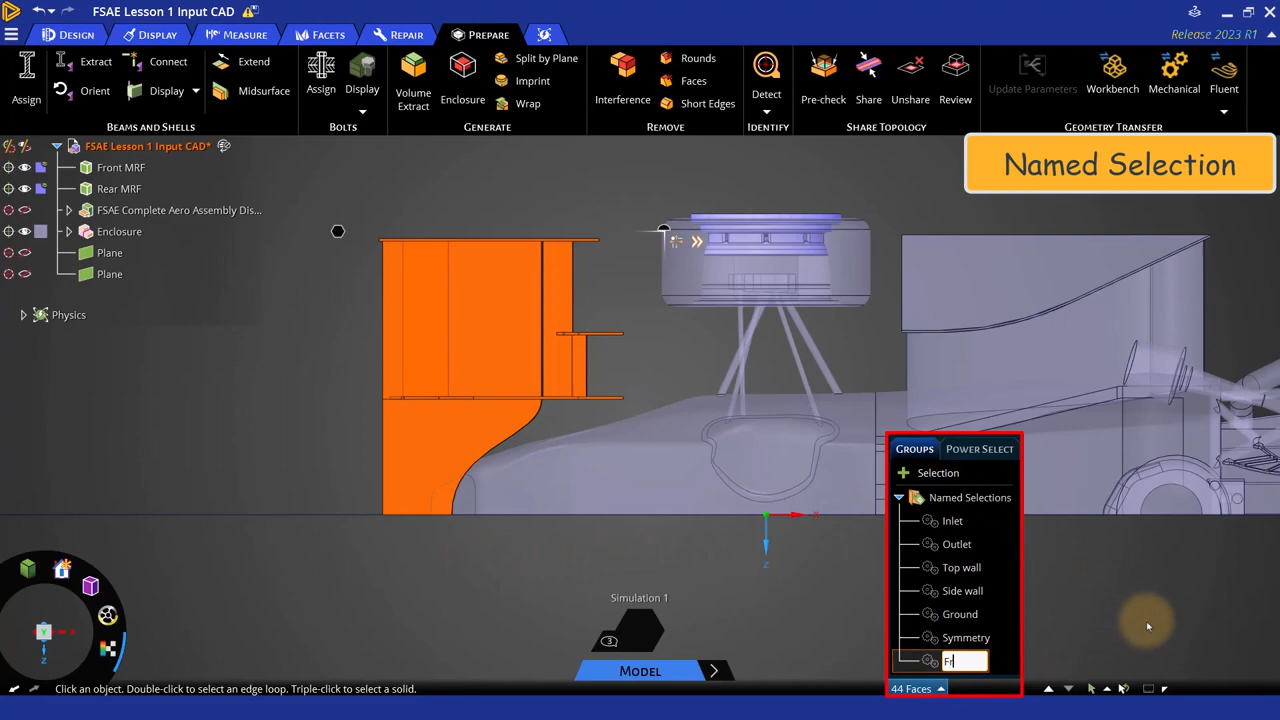 FSAE Lesson 1 Input CAD
DESIGN DISPLAY MEASURE FACETS REPAIR PREPARE
Release 2023 R1
Assign Extract Orient Connect Display Extend Midsurface
BEAMS AND SHELLS
Assign Display
BOLTS
Volume Extract Enclosure Split by Plane Imprint Wrap
GENERATE
Interference Rounds Faces Short Edges
REMOVE
Detect
IDENTIFY
Pre-check Share Unshare Review
SHARE TOPOLOGY
Update Parameters Workbench Mechanical Fluent
GEOMETRY TRANSFER
Named Selection
FSAE Lesson 1 Input CAD*
Front MRF
Rear MRF
FSAE Complete Aero Assembly Dis...
Enclosure
Plane
Plane
Physics
X
Z
Y
Z
Simulation 1
3
MODEL
GROUPS POWER SELECT
Selection
Named Selections
Inlet
Outlet
Top wall
Side wall
Ground
Symmetry
Fr
44 Faces
Click an object. Double-click to select an edge loop. Triple-click to select a solid.